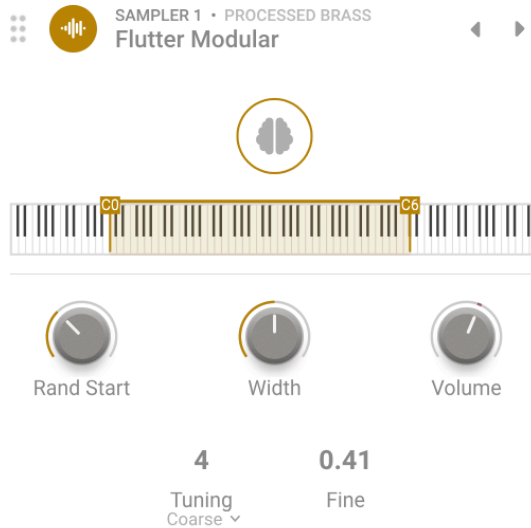 SAMPLER 1 • PROCESSED BRASS
Flutter Modular
C0 C6
Rand Start Width Volume
4 0.41
Tuning Fine
Coarse